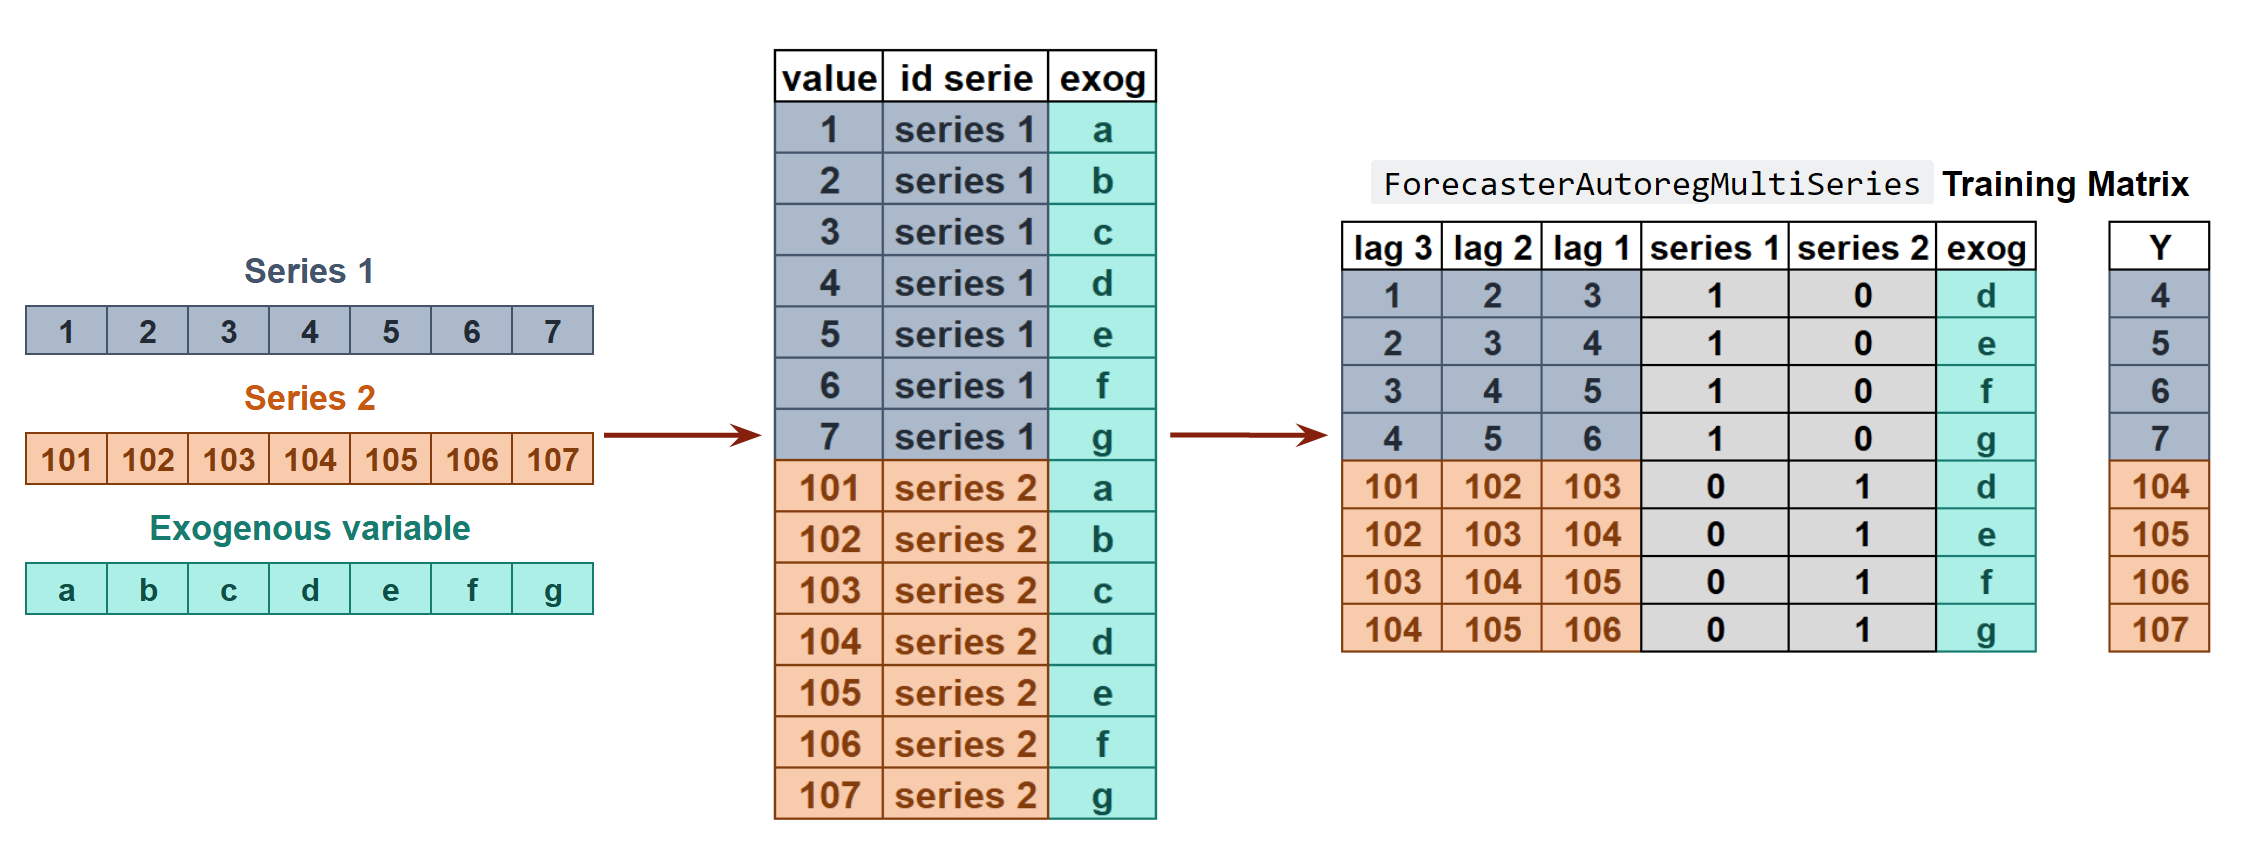 Series 1
1 2 3 4 5 6 7
Series 2
101 102 103 104 105 106 107
Exogenous variable
a b c d e f g
value id serie exog
1 series 1 a
2 series 1 b
3 series 1 c
4 series 1 d
5 series 1 e
6 series 1 f
7 series 1 g
101 series 2 a
102 series 2 b
103 series 2 c
104 series 2 d
105 series 2 e
106 series 2 f
107 series 2 g
ForecasterAutoregMultiSeries Training Matrix
lag 3 lag 2 lag 1 series 1 series 2 exog Y
1 2 3 1 0 d 4
2 3 4 1 0 e 5
3 4 5 1 0 f 6
4 5 6 1 0 g 7
101 102 103 0 1 d 104
102 103 104 0 1 e 105
103 104 105 0 1 f 106
104 105 106 0 1 g 107